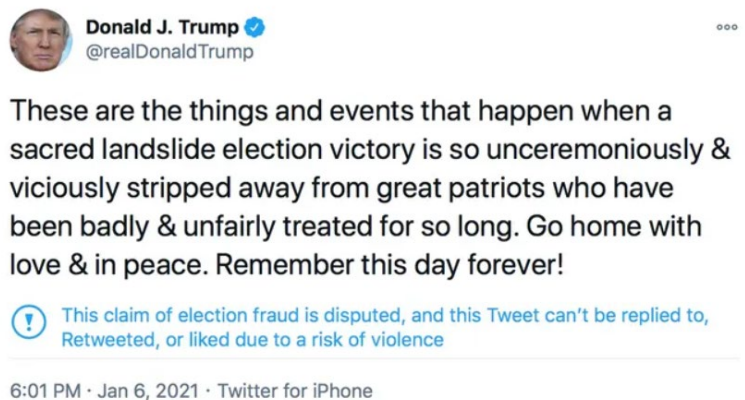 Donald J. Trump
@realDonaldTrump
These are the things and events that happen when a
sacred landslide election victory is so unceremoniously &
viciously stripped away from great patriots who have
been badly & unfairly treated for so long. Go home with
love & in peace. Remember this day forever!
This claim of election fraud is disputed, and this Tweet can't be replied to,
Retweeted, or liked due to a risk of violence
6:01 PM · Jan 6, 2021 · Twitter for iPhone